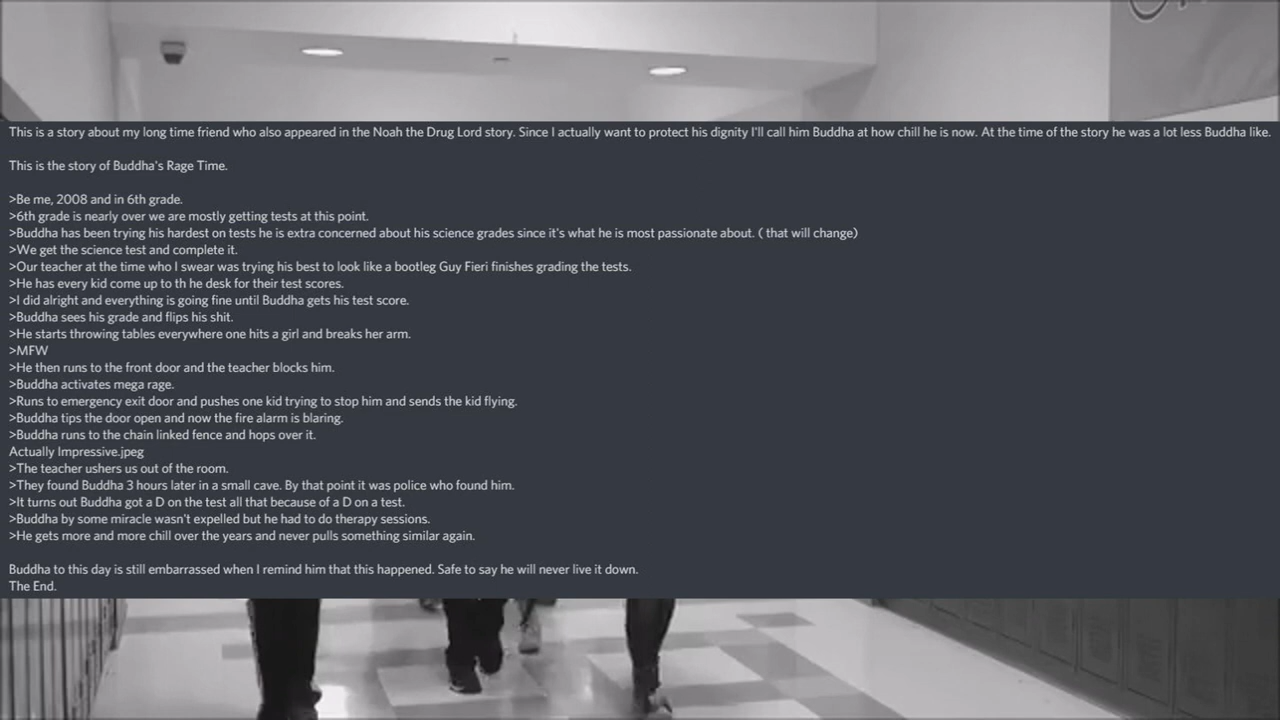 This is a story about my long time friend who also appeared in the Noah the Drug Lord story. Since I actually want to protect his dignity I'll call him Buddha at how chill he is now. At the time of the story he was a lot less Buddha like.
This is the story of Buddha's Rage Time.
>Be me, 2008 and in 6th grade.
>6th grade is nearly over we are mostly getting tests at this point.
>Buddha has been trying his hardest on tests he is extra concerned about his science grades since it's what he is most passionate about. ( that will change)
>We get the science test and complete it.
>Our teacher at the time who I swear was trying his best to look like a bootleg Guy Fieri finishes grading the tests.
>He has every kid come up to th he desk for their test scores.
>I did alright and everything is going fine until Buddha gets his test score.
>Buddha sees his grade and flips his shit.
>He starts throwing tables everywhere one hits a girl and breaks her arm.
>MFW
>He then runs to the front door and the teacher blocks him.
>Buddha activates mega rage.
>Runs to emergency exit door and pushes one kid trying to stop him and sends the kid flying.
>Buddha tips the door open and now the fire alarm is blaring.
>Buddha runs to the chain linked fence and hops over it.
Actually Impressive.jpeg
>The teacher ushers us out of the room.
>They found Buddha 3 hours later in a small cave. By that point it was police who found him.
>It turns out Buddha got a D on the test all that because of a D on a test.
>Buddha by some miracle wasn't expelled but he had to do therapy sessions.
>He gets more and more chill over the years and never pulls something similar again.
Buddha to this day is still embarrassed when I remind him that this happened. Safe to say he will never live it down.
The End.